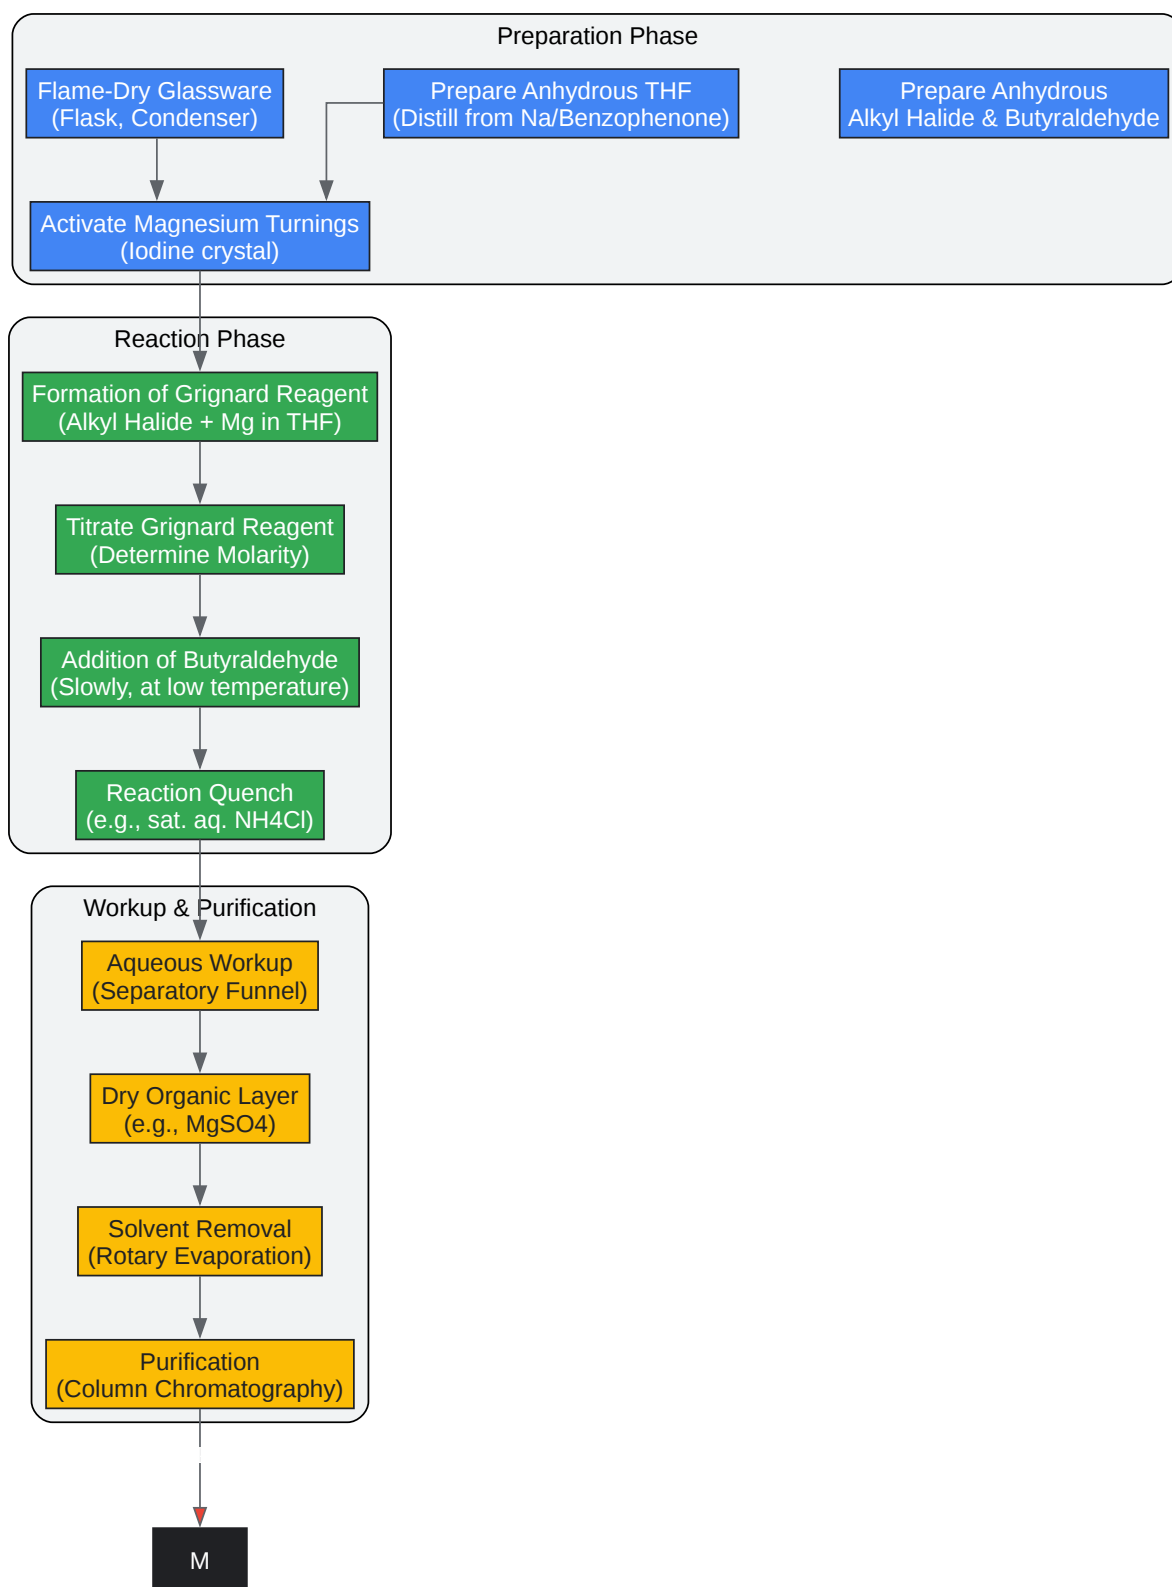 Preparation Phase
Flame-Dry Glassware
(Flask, Condenser)
Prepare Anhydrous THF
(Distill from Na/Benzophenone)
Prepare Anhydrous
Alkyl Halide & Butyraldehyde
Activate Magnesium Turnings
(Iodine crystal)
Reaction Phase
Formation of Grignard Reagent
(Alkyl Halide + Mg in THF)
Titrate Grignard Reagent
(Determine Molarity)
Addition of Butyraldehyde
(Slowly, at low temperature)
Reaction Quench
(e.g., sat. aq. NH4Cl)
Workup & Purification
Aqueous Workup
(Separatory Funnel)
Dry Organic Layer
(e.g., MgSO4)
Solvent Removal
(Rotary Evaporation)
Purification
(Column Chromatography)
M